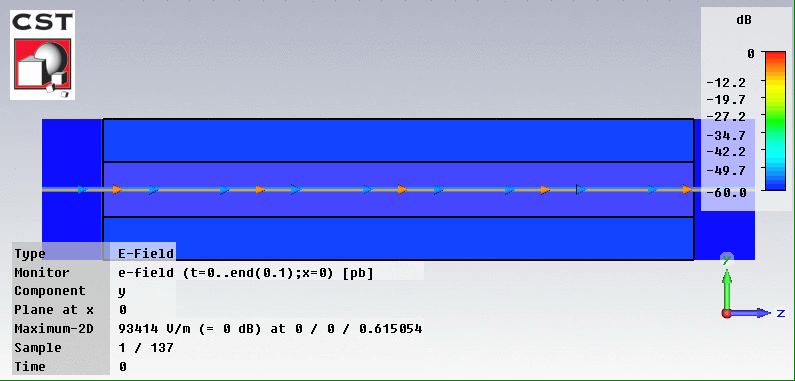 CST
dB
0
-12.2
-19.7
-27.2
-34.7
-42.2
-49.7
-60.0
Type E-Field
Monitor e-field (t=0..end(0.1);x=0) [pb]
Component y
Plane at x 0
Maximum-2D 93414 V/m (= 0 dB) at 0 / 0 / 0.615054
Sample 1 / 137
Time 0
y
z